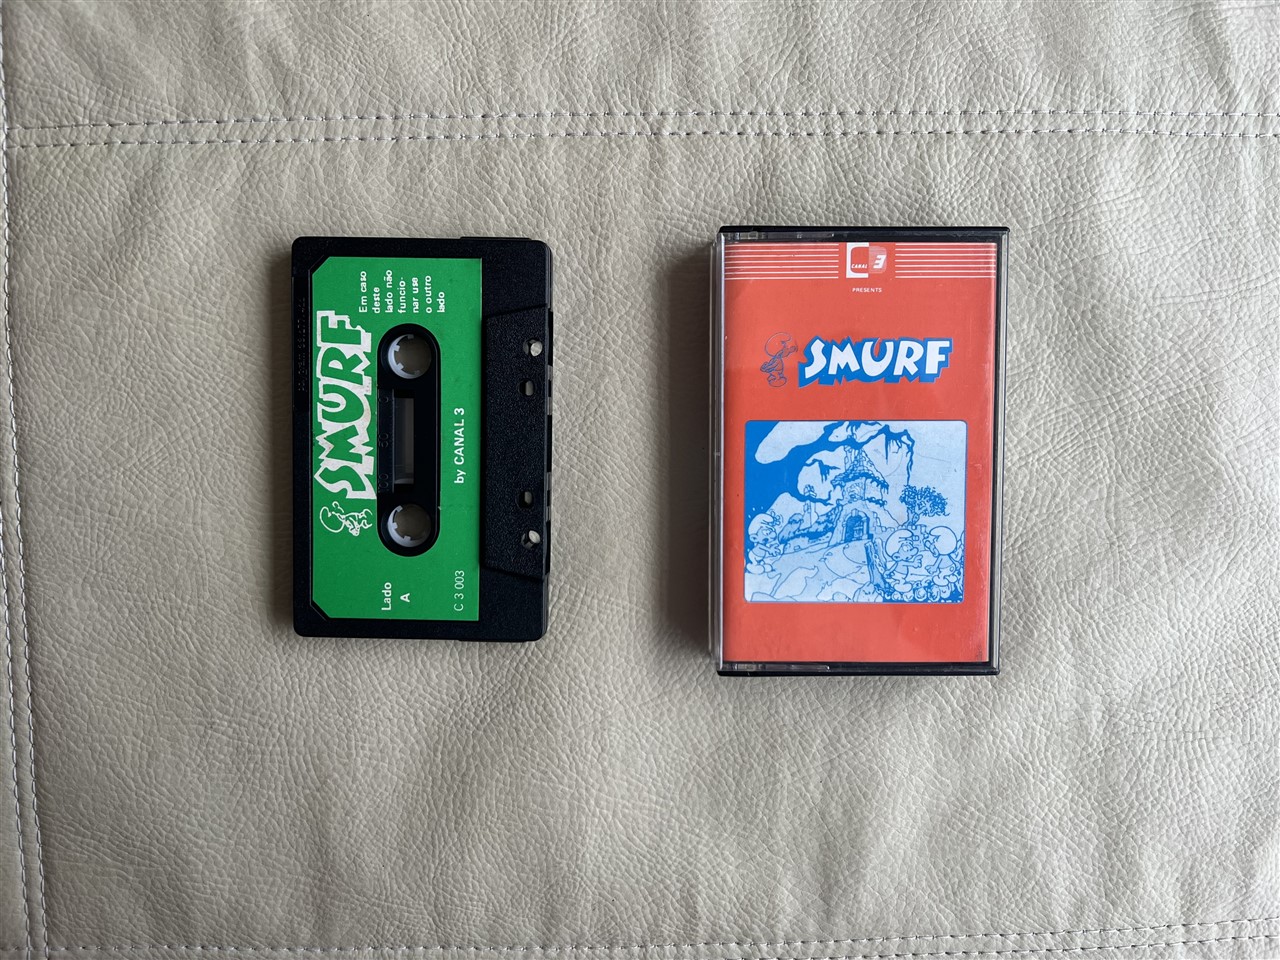 SMURF
Em caso
deste
lado não
funcio-
nar use
o outro
lado
by CANAL 3
Lado
A
C 3 003
CANAL 3
PRESENTS
SMURF